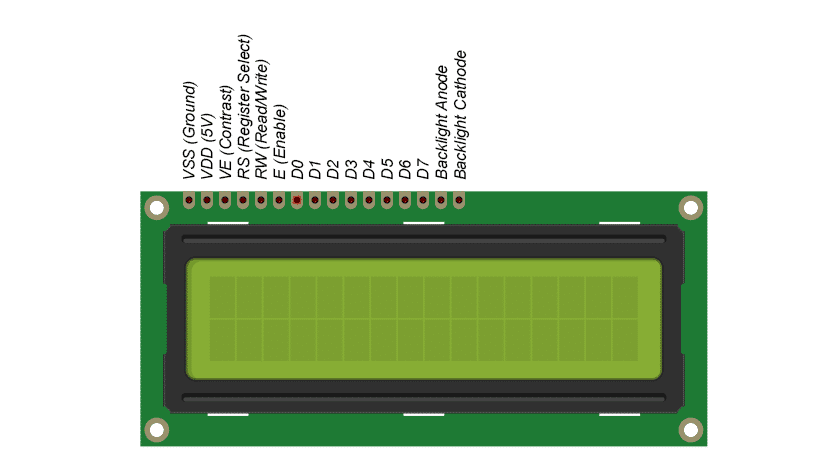 VSS (Ground)
VDD (5V)
VE (Contrast)
RS (Register Select)
RW (Read/Write)
E (Enable)
D0
D1
D2
D3
D4
D5
D6
D7
Backlight Anode
Backlight Cathode